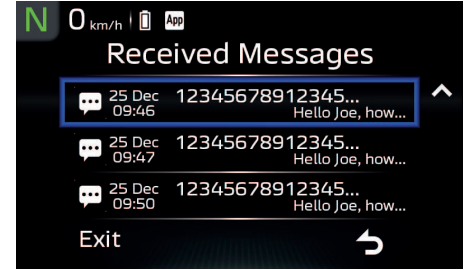 N 0 km/h App
Received Messages
25 Dec 12345678912345...
09:46 Hello Joe, how...
25 Dec 12345678912345...
09:47 Hello Joe, how...
25 Dec 12345678912345...
09:50 Hello Joe, how...
Exit